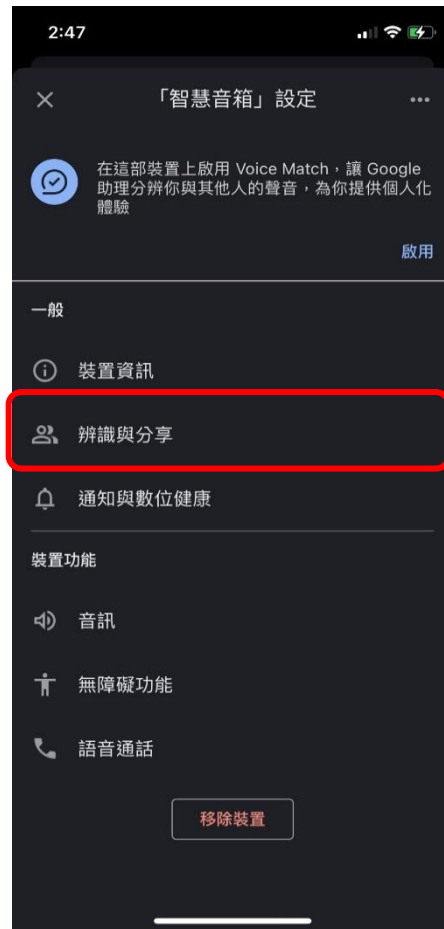 2:47
「智慧音箱」設定
在這部裝置上啟用 Voice Match，讓 Google
助理分辨你與其他人的聲音，為你提供個人化
體驗
啟用
一般
裝置資訊
辨識與分享
通知與數位健康
裝置功能
音訊
無障礙功能
語音通話
移除裝置